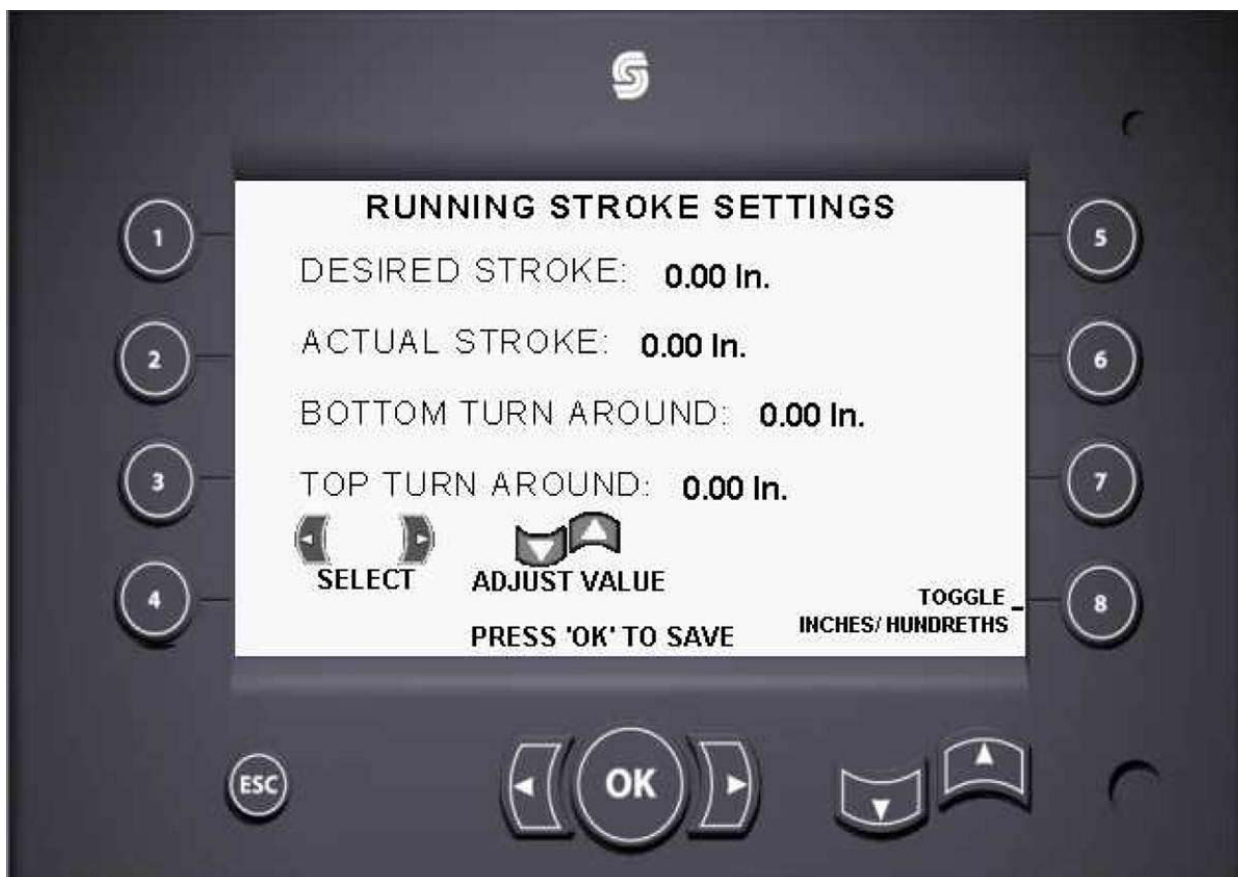 RUNNING STROKE SETTINGS
1
5
DESIRED STROKE: 0.00 In.
ACTUAL STROKE: 0.00 In.
2
6
BOTTOM TURN AROUND: 0.00 In.
TOP TURN AROUND: 0.00 In.
3
7
SELECT
ADJUST VALUE
4
TOGGLE
8
INCHES/HUNDRETHS
PRESS 'OK' TO SAVE
ESC
OK